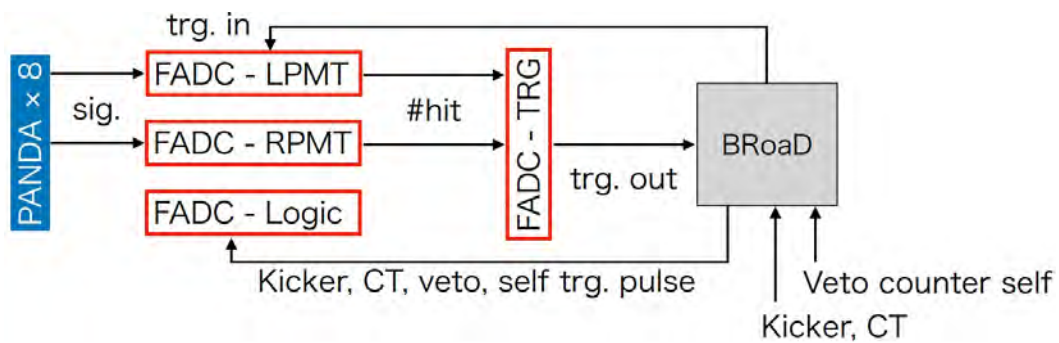 trg. in
PANDA × 8
sig.
FADC - LPMT
FADC - RPMT
FADC - Logic
#hit
FADC - TRG
trg. out
BRoaD
Kicker, CT, veto, self trg. pulse
Veto counter self
Kicker, CT